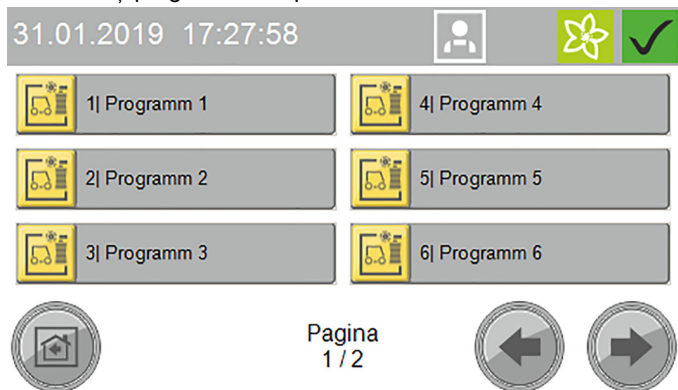 31.01.2019 17:27:58
1| Programm 1
2| Programm 2
3| Programm 3
4| Programm 4
5| Programm 5
6| Programm 6
Pagina
1 / 2